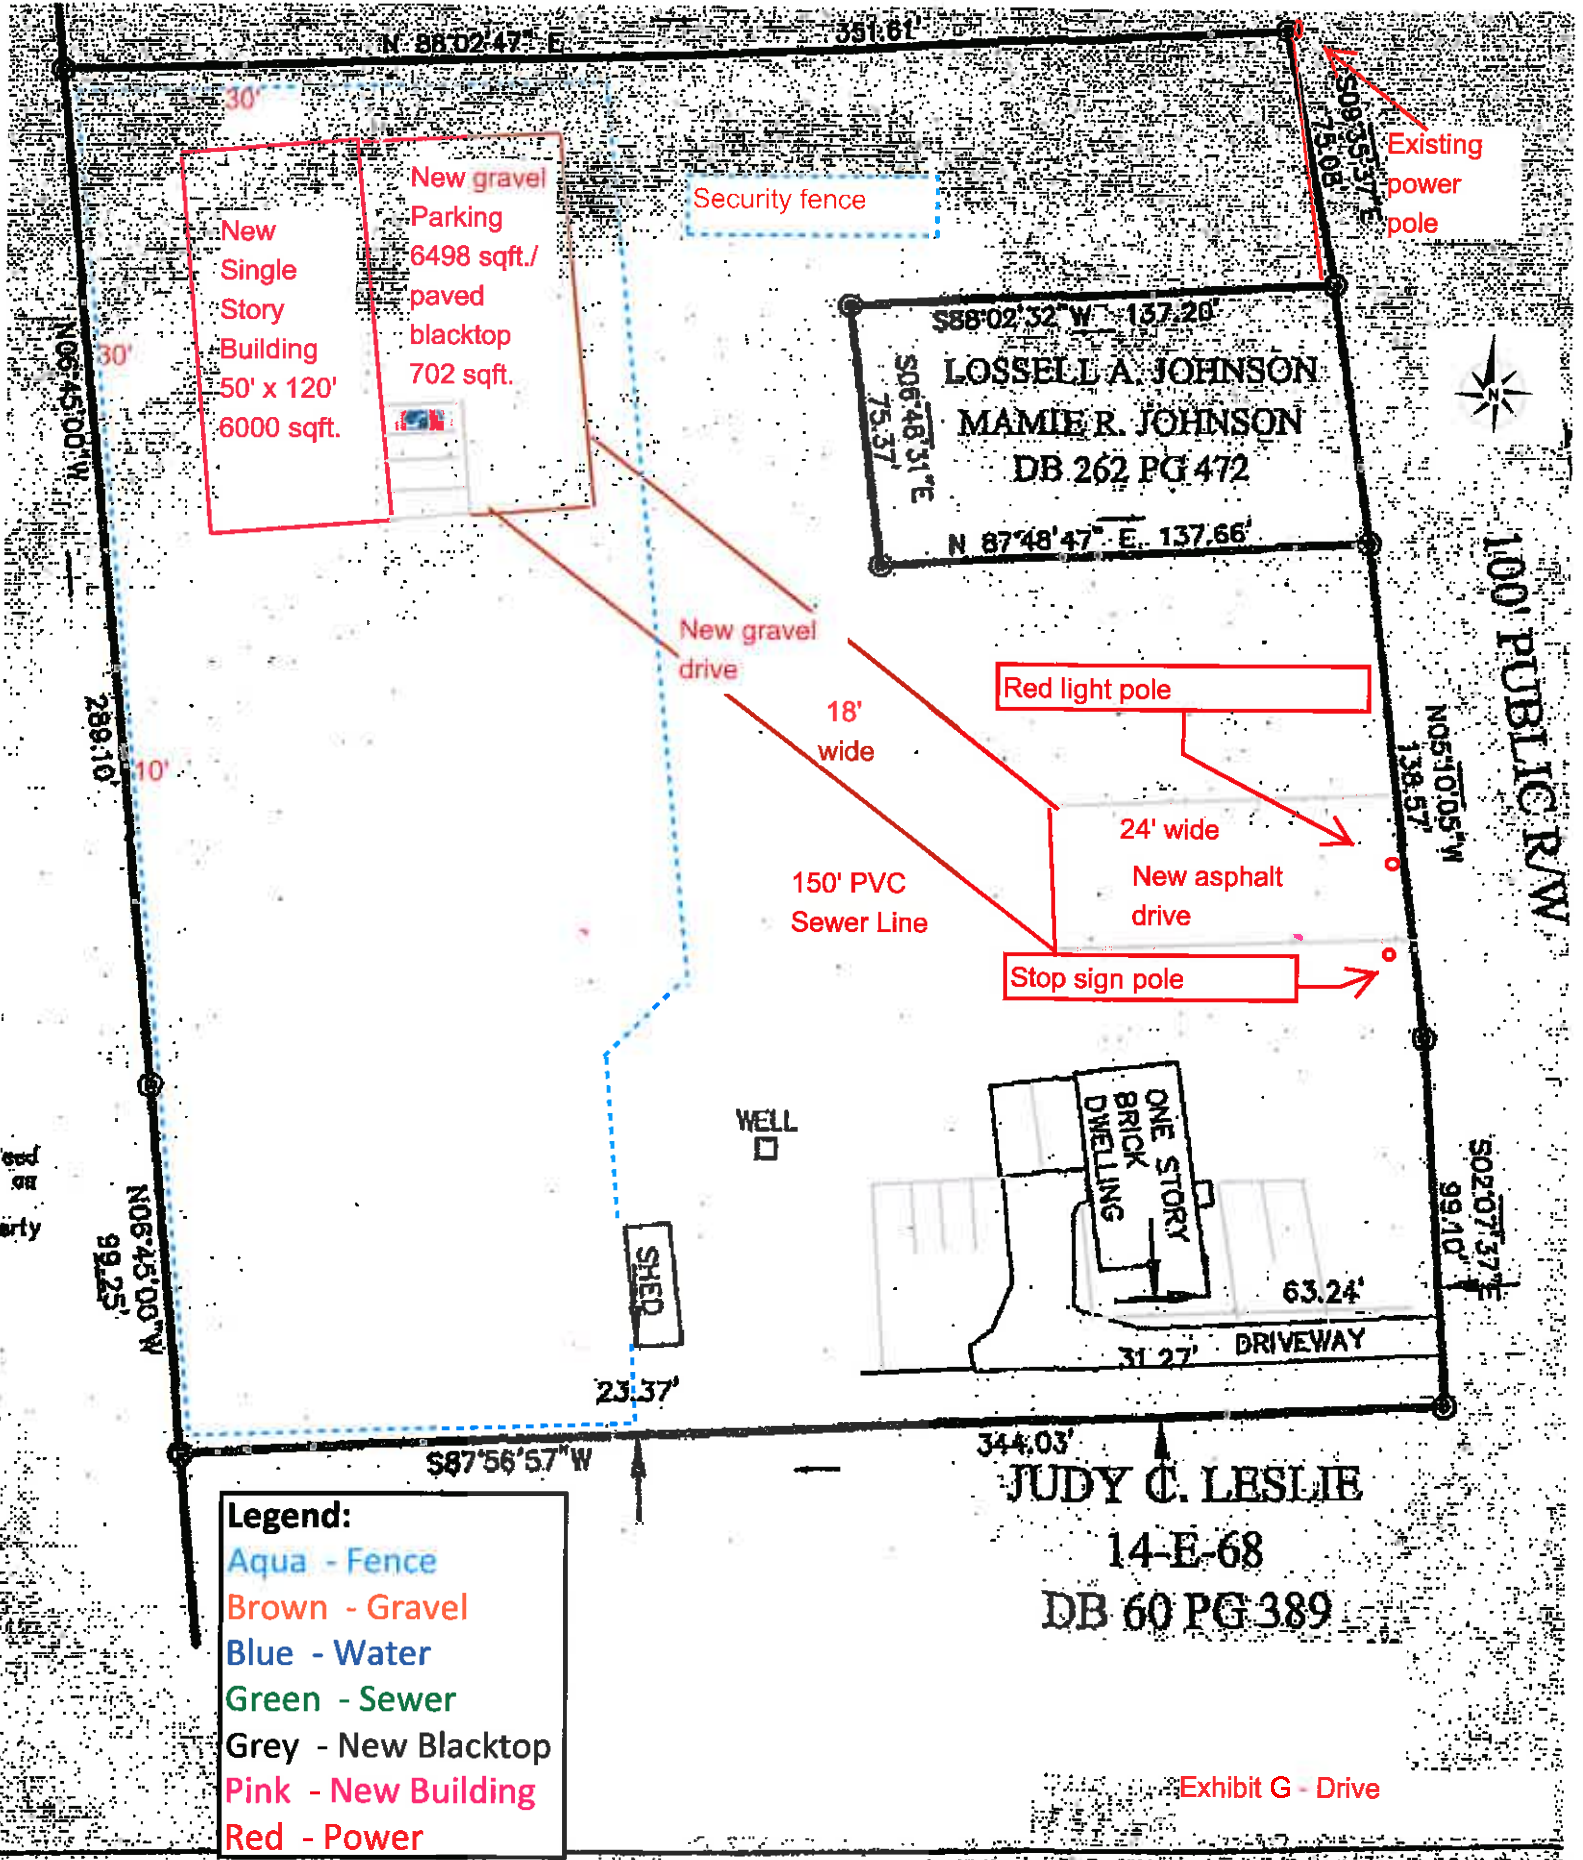 N 88°02'47" E
351.61'
30'
S09°35'37"E
75.08'
Existing
power
pole
New
Single
Story
Building
50' x 120'
6000 sqft.
New gravel
Parking
6498 sqft./
paved
blacktop
702 sqft.
Security fence
30'
N06°45'00"W
289.10'
S88°02'32"W 137.20'
LOSSELL A. JOHNSON
MAMIE R. JOHNSON
DB 262 PG 472
S06°48'31"E
75.37'
N 87°48'47" E 137.66'
N
100' PUBLIC R/W
New gravel
drive
18'
wide
Red light pole
N05°10'05"W
138.57'
10'
24' wide
New asphalt
drive
150' PVC
Sewer Line
Stop sign pole
WELL
ONE STORY
BRICK
DWELLING
S02°07'37"E
99.10'
N06°45'00"W
99.25'
SHED
63.24'
DRIVEWAY
31.27'
23.37'
S87°56'57"W
344.03'
JUDY C. LESLIE
14-E-68
DB 60 PG 389
Legend:
Aqua - Fence
Brown - Gravel
Blue - Water
Green - Sewer
Grey - New Blacktop
Pink - New Building
Red - Power
Exhibit G - Drive